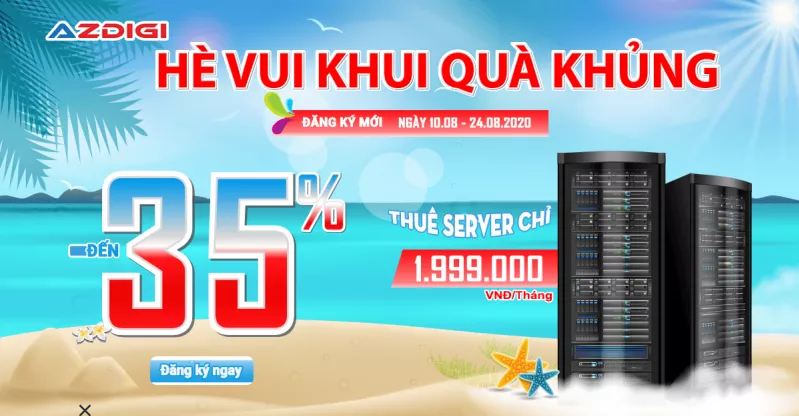 AZDIGI
HÈ VUI KHUI QUÀ KHỦNG
ĐĂNG KÝ MỚI NGÀY 10.08 - 24.08.2020
ĐẾN 35%
THUÊ SERVER CHỈ
1.999.000
VNĐ/Tháng
Đăng ký ngay